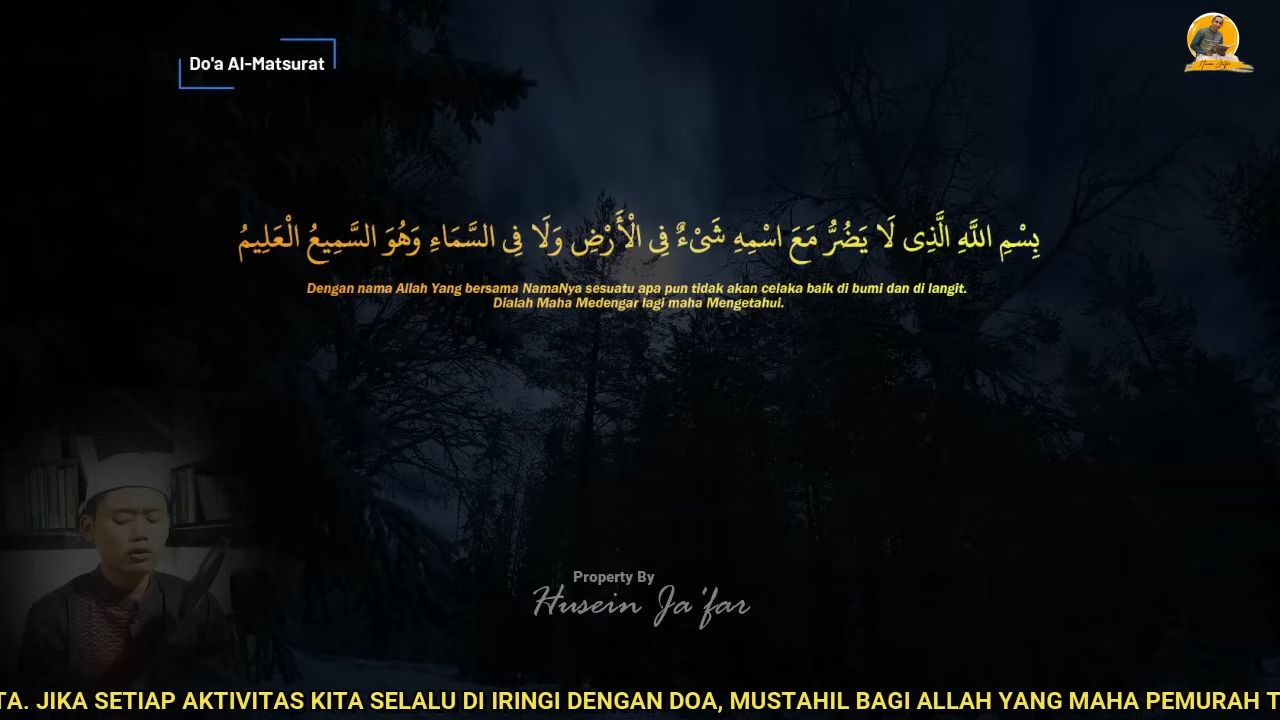 Do'a Al-Matsurat
بِسْمِ اللَّهِ الَّذِى لَا يَضُرُّ مَعَ اسْمِهِ شَىْءٌ فِى الْأَرْضِ وَلَا فِى السَّمَاءِ وَهُوَ السَّمِيعُ الْعَلِيمُ
Dengan nama Allah Yang bersama NamaNya sesuatu apa pun tidak akan celaka baik di bumi dan di langit.
Dialah Maha Medengar lagi maha Mengetahui.
Property By
Husein Ja'far
TA. JIKA SETIAP AKTIVITAS KITA SELALU DI IRINGI DENGAN DOA, MUSTAHIL BAGI ALLAH YANG MAHA PEMURAH T